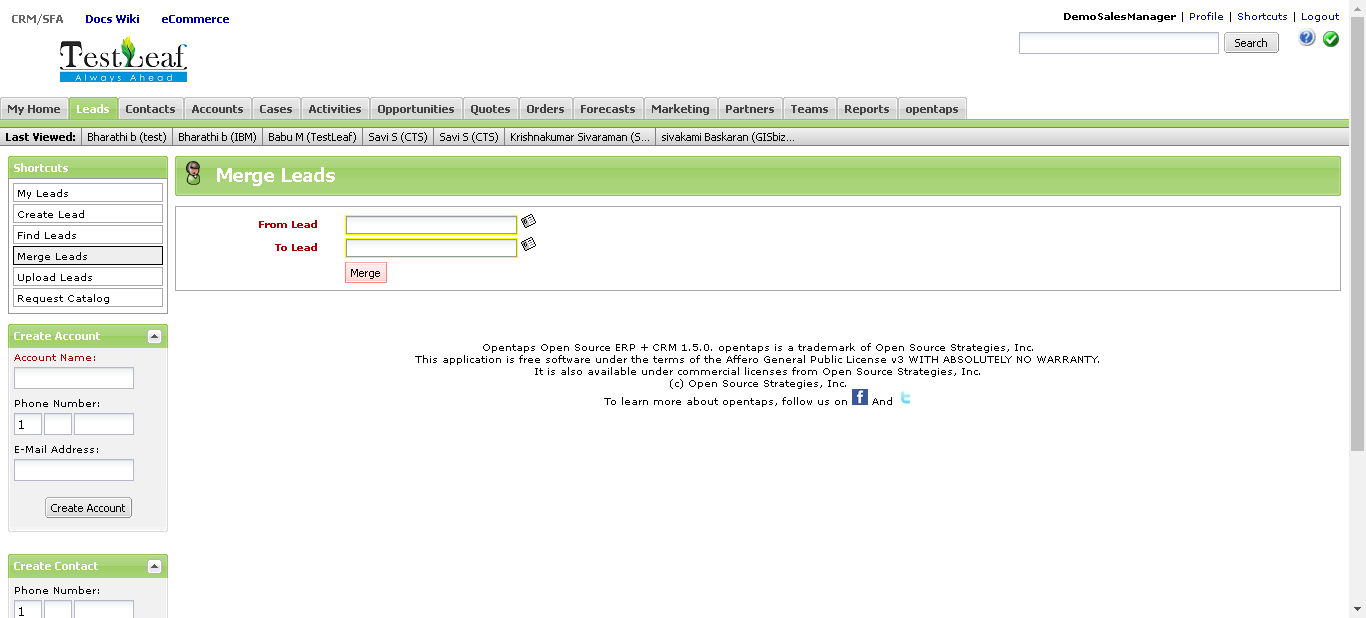 CRM/SFA Docs Wiki eCommerce
DemoSalesManager | Profile | Shortcuts | Logout
Search
TestLeaf
Always Ahead
My Home Leads Contacts Accounts Cases Activities Opportunities Quotes Orders Forecasts Marketing Partners Teams Reports opentaps
Last Viewed: Bharathi b (test) Bharathi b (IBM) Babu M (TestLeaf) Savi S (CTS) Savi S (CTS) Krishnakumar Sivaraman (S... sivakami Baskaran (GISbiz...
Shortcuts
My Leads
Create Lead
Find Leads
Merge Leads
Upload Leads
Request Catalog
Create Account
Account Name:
Phone Number:
1
E-Mail Address:
Create Account
Create Contact
Phone Number:
1
Merge Leads
From Lead
To Lead
Merge
Opentaps Open Source ERP + CRM 1.5.0. opentaps is a trademark of Open Source Strategies, Inc.
This application is free software under the terms of the Affero General Public License v3 WITH ABSOLUTELY NO WARRANTY.
It is also available under commercial licenses from Open Source Strategies, Inc.
(c) Open Source Strategies, Inc.
To learn more about opentaps, follow us on f And t